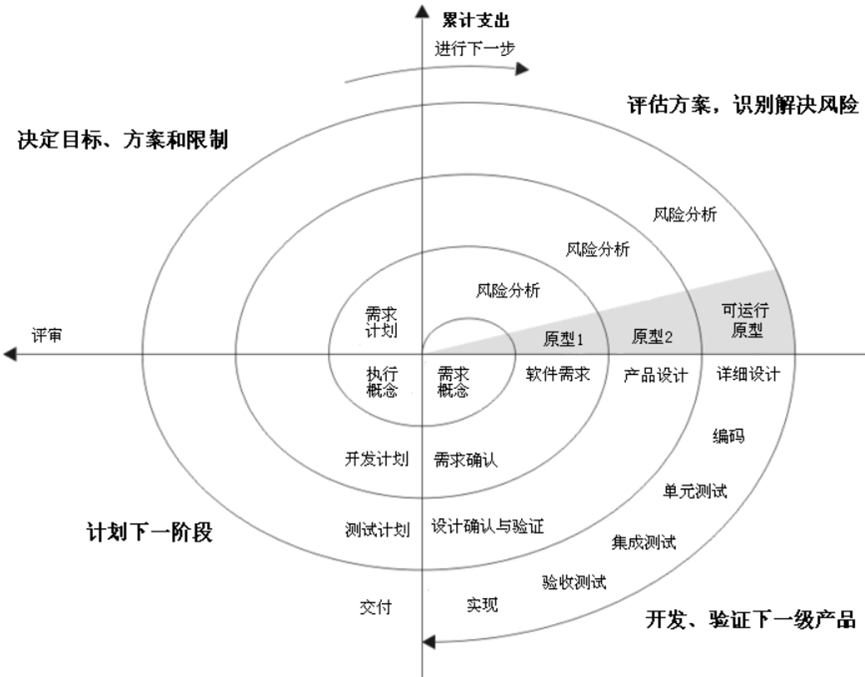 累计支出
进行下一步
评估方案，识别解决风险
决定目标、方案和限制
风险分析
风险分析
风险分析
需求
计划
可运行
原型
原型1
原型2
评审
执行
概念
需求
概念
软件需求
产品设计
详细设计
编码
开发计划
需求确认
单元测试
计划下一阶段
测试计划
设计确认与验证
集成测试
验收测试
交付
实现
开发、验证下一级产品